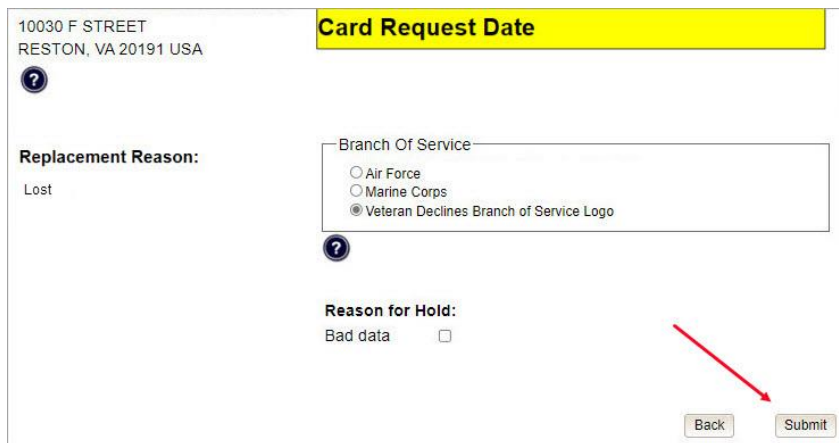 10030 F STREET
RESTON, VA 20191 USA
?
Card Request Date
Replacement Reason:
Lost
Branch Of Service
Air Force
Marine Corps
Veteran Declines Branch of Service Logo
?
Reason for Hold:
Bad data
Back
Submit